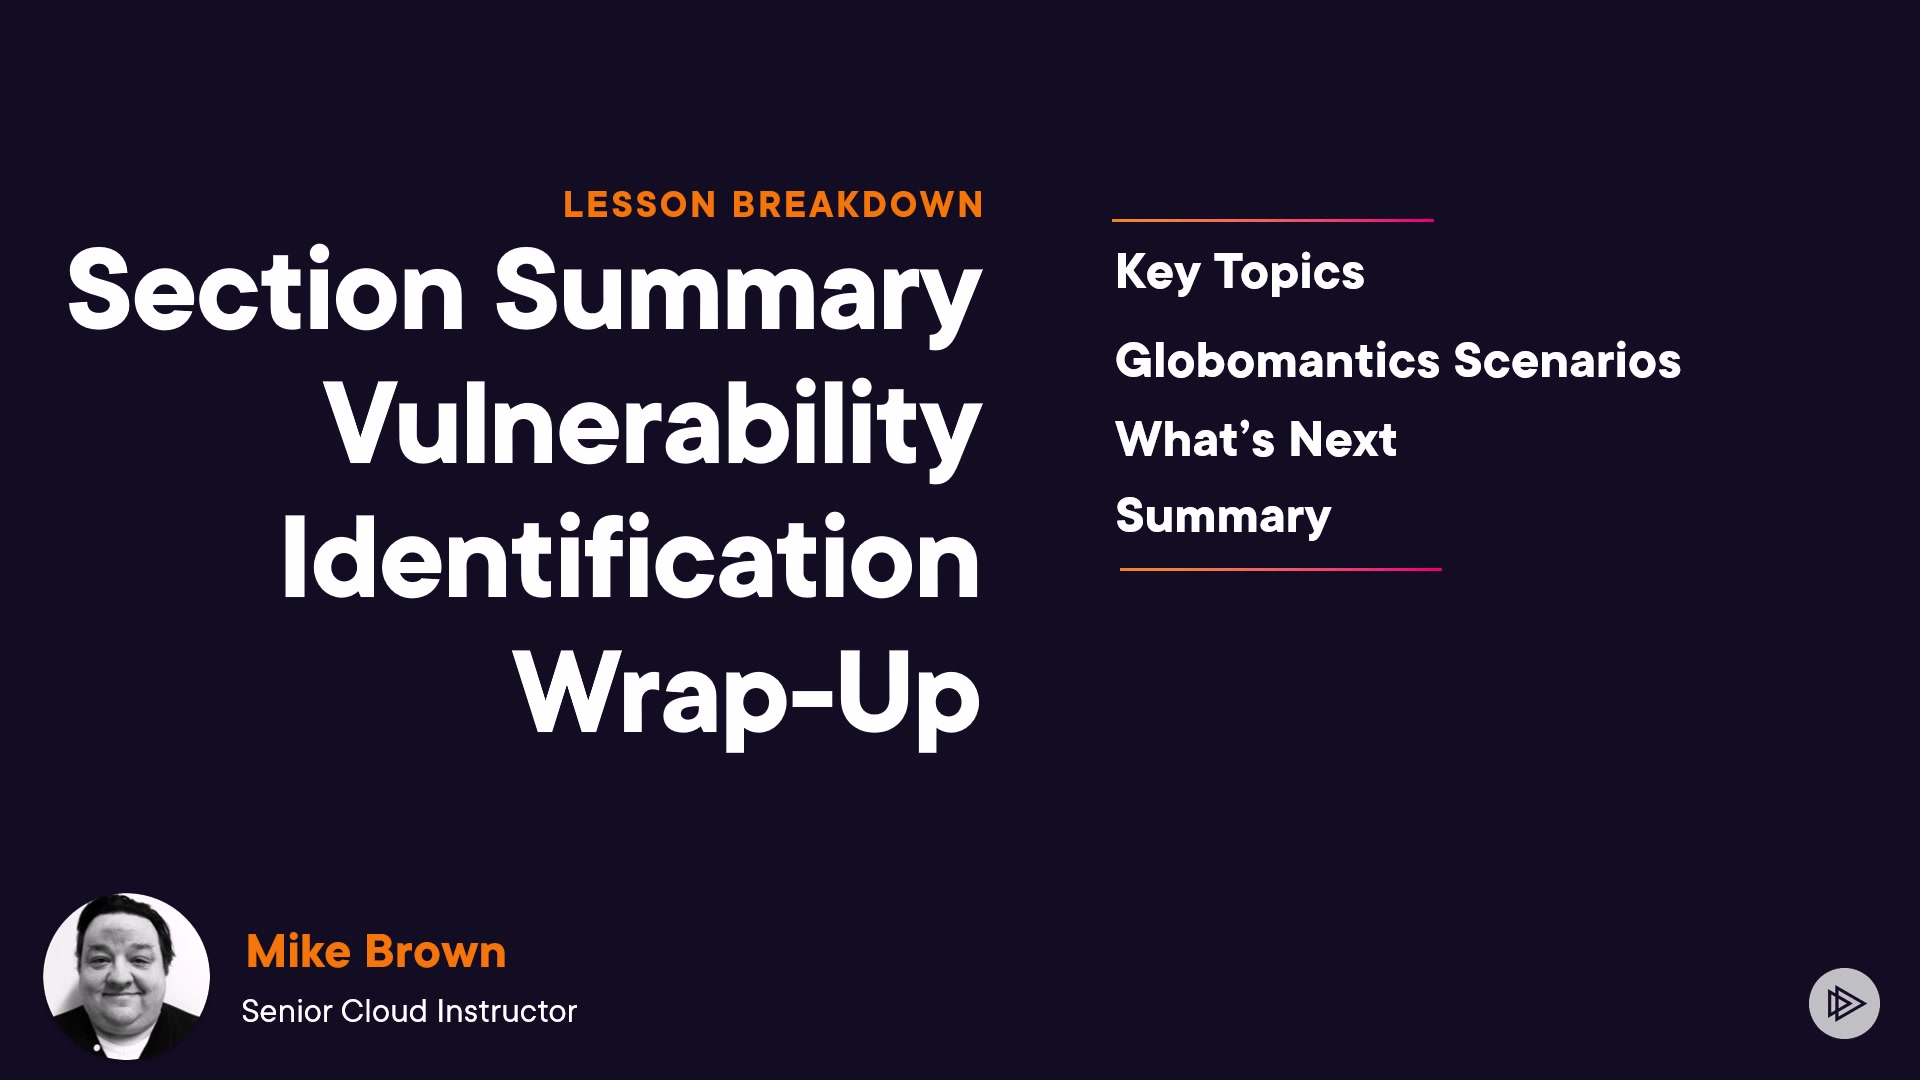 LESSON BREAKDOWN
Section Summary
Vulnerability
Identification
Wrap-Up
Key Topics
Globomantics Scenarios
What’s Next
Summary
Mike Brown
Senior Cloud Instructor